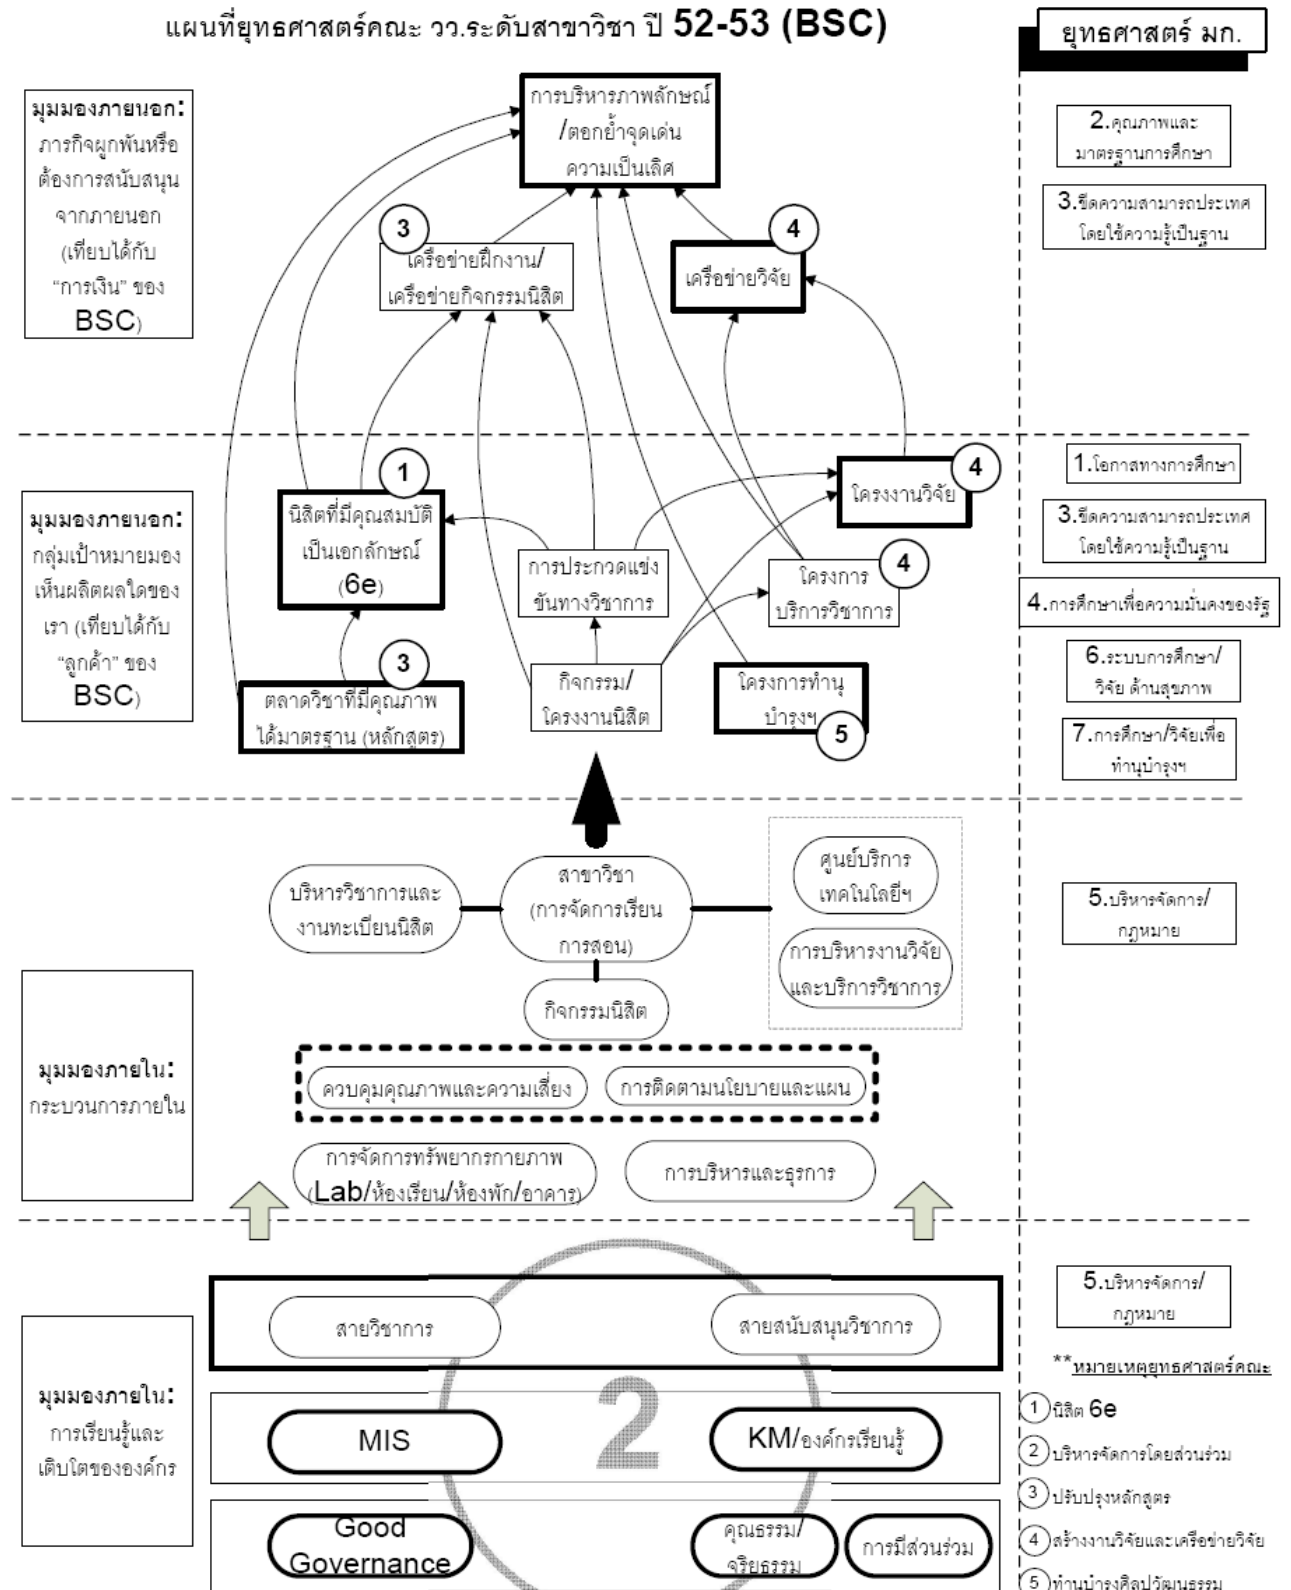 แผนที่ยุทธศาสตร์คณะ วว.ระดับสาขาวิชา ปี 52-53 (BSC)
ยุทธศาสตร์ มก.
มุมมองภายนอก:
ภารกิจผูกพันหรือ
ต้องการสนับสนุน
จากภายนอก
(เทียบได้กับ
“การเงิน” ของ
BSC)
การบริหารภาพลักษณ์
/ตอกย้ำจุดเด่น
ความเป็นเลิศ
3
เครือข่ายฝึกงาน/
เครือข่ายกิจกรรมนิสิต
4
เครือข่ายวิจัย
2.คุณภาพและ
มาตรฐานการศึกษา
3.ขีดความสามารถประเทศ
โดยใช้ความรู้เป็นฐาน
มุมมองภายนอก:
กลุ่มเป้าหมายมอง
เห็นผลิตผลใดของ
เรา (เทียบได้กับ
“ลูกค้า” ของ
BSC)
1
นิสิตที่มีคุณสมบัติ
เป็นเอกลักษณ์
(6e)
3
ตลาดวิชาที่มีคุณภาพ
ได้มาตรฐาน (หลักสูตร)
การประกวดแข่ง
ขันทางวิชาการ
กิจกรรม/
โครงงานนิสิต
4
โครงงานวิจัย
4
โครงการ
บริการวิชาการ
โครงการทำนุ
บำรุงฯ
5
1.โอกาสทางการศึกษา
3.ขีดความสามารถประเทศ
โดยใช้ความรู้เป็นฐาน
4.การศึกษาเพื่อความมั่นคงของรัฐ
6.ระบบการศึกษา/
วิจัย ด้านสุขภาพ
7.การศึกษา/วิจัยเพื่อ
ทำนุบำรุงฯ
มุมมองภายใน:
กระบวนการภายใน
บริหารวิชาการและ
งานทะเบียนนิสิต
สาขาวิชา
(การจัดการเรียน
การสอน)
กิจกรรมนิสิต
ศูนย์บริการ
เทคโนโลยีฯ
การบริหารงานวิจัย
และบริการวิชาการ
ควบคุมคุณภาพและความเสี่ยง
การติดตามนโยบายและแผน
การจัดการทรัพยากรกายภาพ
(Lab/ห้องเรียน/ห้องพัก/อาคาร)
การบริหารและธุรการ
5.บริหารจัดการ/
กฎหมาย
มุมมองภายใน:
การเรียนรู้และ
เติบโตขององค์กร
สายวิชาการ
สายสนับสนุนวิชาการ
2
MIS
KM/องค์กรเรียนรู้
Good
Governance
คุณธรรม/
จริยธรรม
การมีส่วนร่วม
5.บริหารจัดการ/
กฎหมาย
**หมายเหตุยุทธศาสตร์คณะ
1 นิสิต 6e
2 บริหารจัดการโดยส่วนร่วม
3 ปรับปรุงหลักสูตร
4 สร้างงานวิจัยและเครือข่ายวิจัย
5 ทำนุบำรุงศิลปวัฒนธรรม